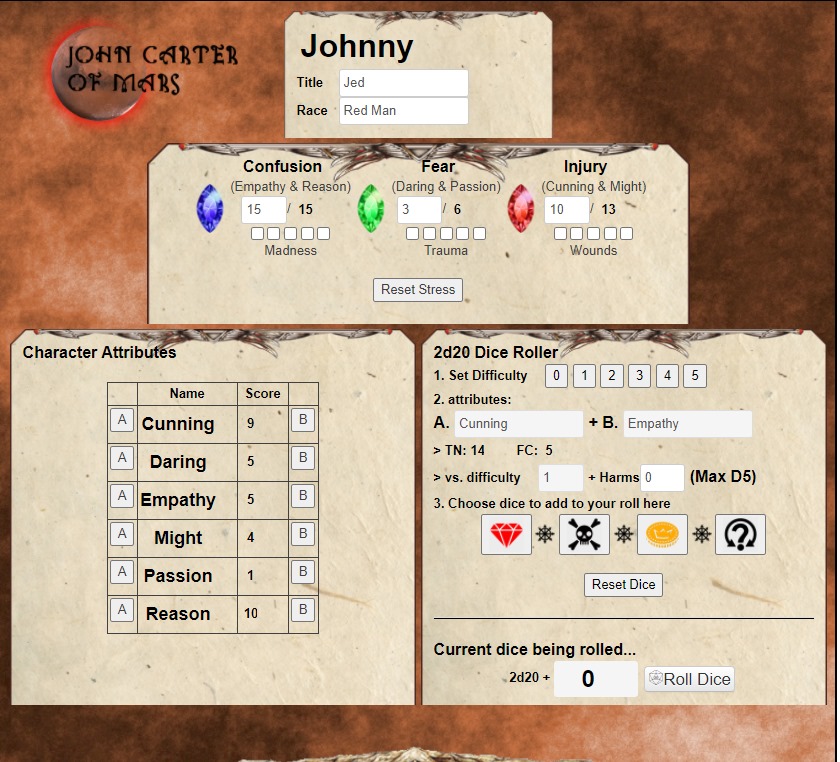 JOHN CARTER
OF MARS
Johnny
Title Jed
Race Red Man
Confusion Fear Injury
(Empathy & Reason) (Daring & Passion) (Cunning & Might)
15 / 15 3 / 6 10 / 13
Madness Trauma Wounds
Reset Stress
Character Attributes
Name Score
A Cunning 9 B
A Daring 5 B
A Empathy 5 B
A Might 4 B
A Passion 1 B
A Reason 10 B
2d20 Dice Roller
1. Set Difficulty 0 1 2 3 4 5
2. attributes:
A. Cunning + B. Empathy
> TN: 14 FC: 5
> vs. difficulty 1 + Harms 0 (Max D5)
3. Choose dice to add to your roll here
?
Reset Dice
Current dice being rolled...
2d20 + 0 Roll Dice